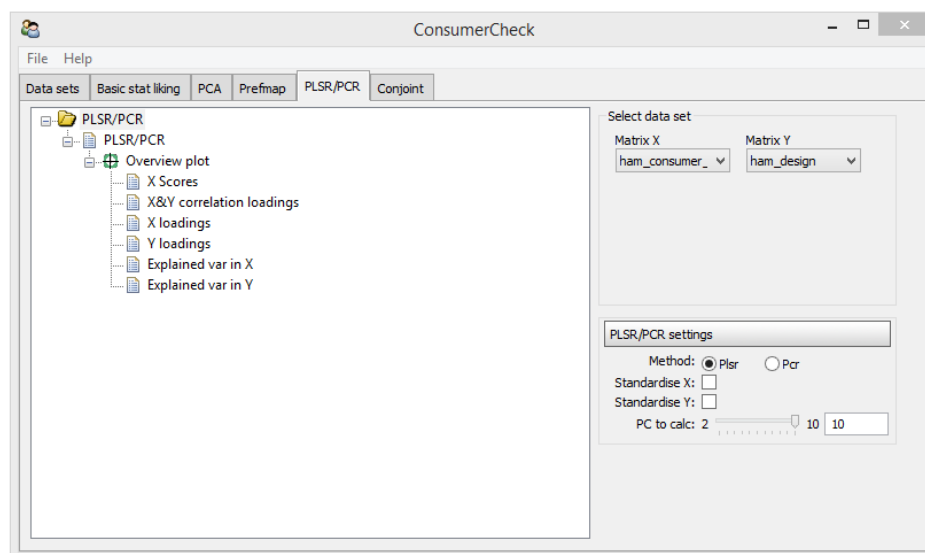 ConsumerCheck
File Help
Data sets Basic stat liking PCA Prefmap PLSR/PCR Conjoint
PLSR/PCR
PLSR/PCR
Overview plot
X Scores
X&Y correlation loadings
X loadings
Y loadings
Explained var in X
Explained var in Y
Select data set
Matrix X Matrix Y
ham_consumer_ ham_design
PLSR/PCR settings
Method: Plsr Pcr
Standardise X:
Standardise Y:
PC to calc: 2 10 10